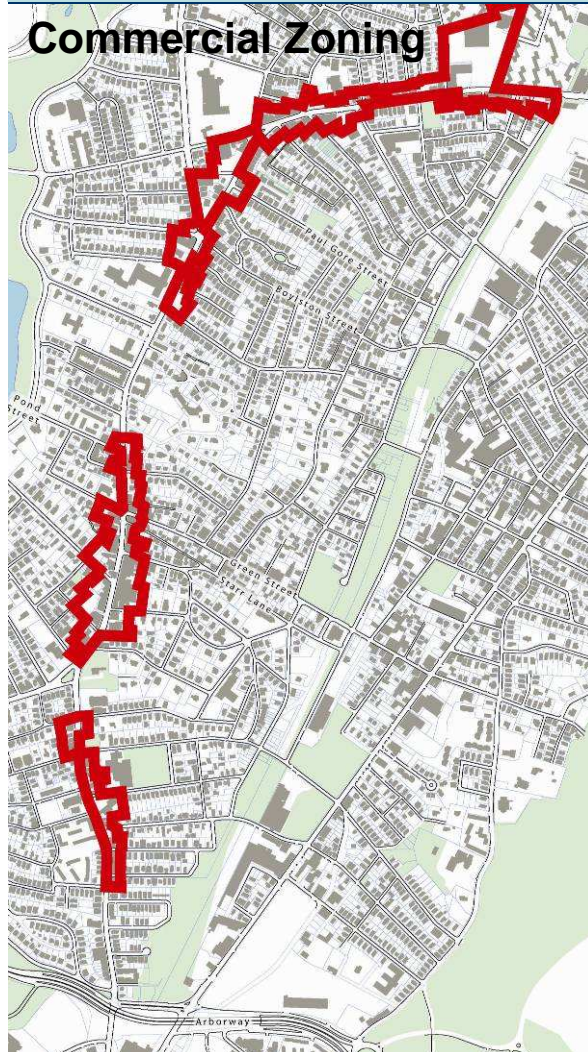 Commercial Zoning
Paul Gore Street
Boylston Street
Pond
Street
Green Street
Starr Lane
Arborway